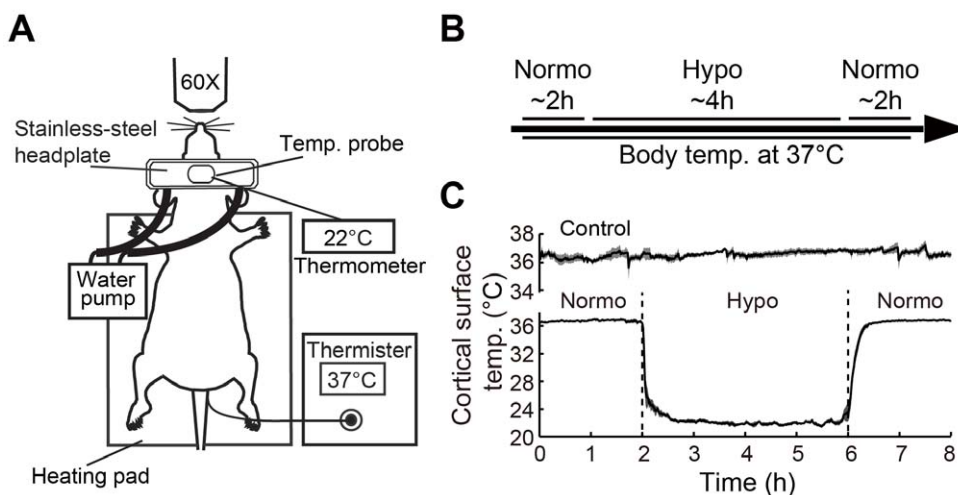 A
60X
Stainless-steel
headplate
Temp. probe
22°C
Thermometer
Water
pump
Thermister
37°C
Heating pad
B
Normo
~2h
Hypo
~4h
Normo
~2h
Body temp. at 37°C
C
Control
38
36
34
Normo
Hypo
Normo
36
32
28
24
20
Cortical surface
temp. (°C)
0 1 2 3 4 5 6 7 8
Time (h)